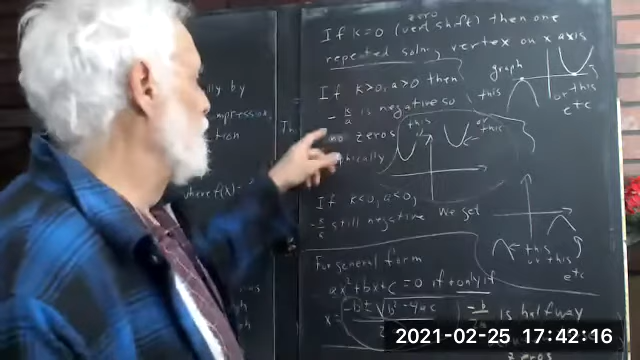 If k=0 (vert shift) then one
zero
repeated soln, vertex on x axis
graph
this
or this
etc
If k>0, a>0 then
- k/a is negative so
no zeros
this
or this
If k<0, a<0,
- k/a still negative we get
this
or this
etc
For general form
ax²+bx+c = 0 if + only if
x = -b ± √b²-4ac
-b
is halfway
zeros
lly by
mpression,
ction
where f(x) =
Th
2021-02-25 17:42:16